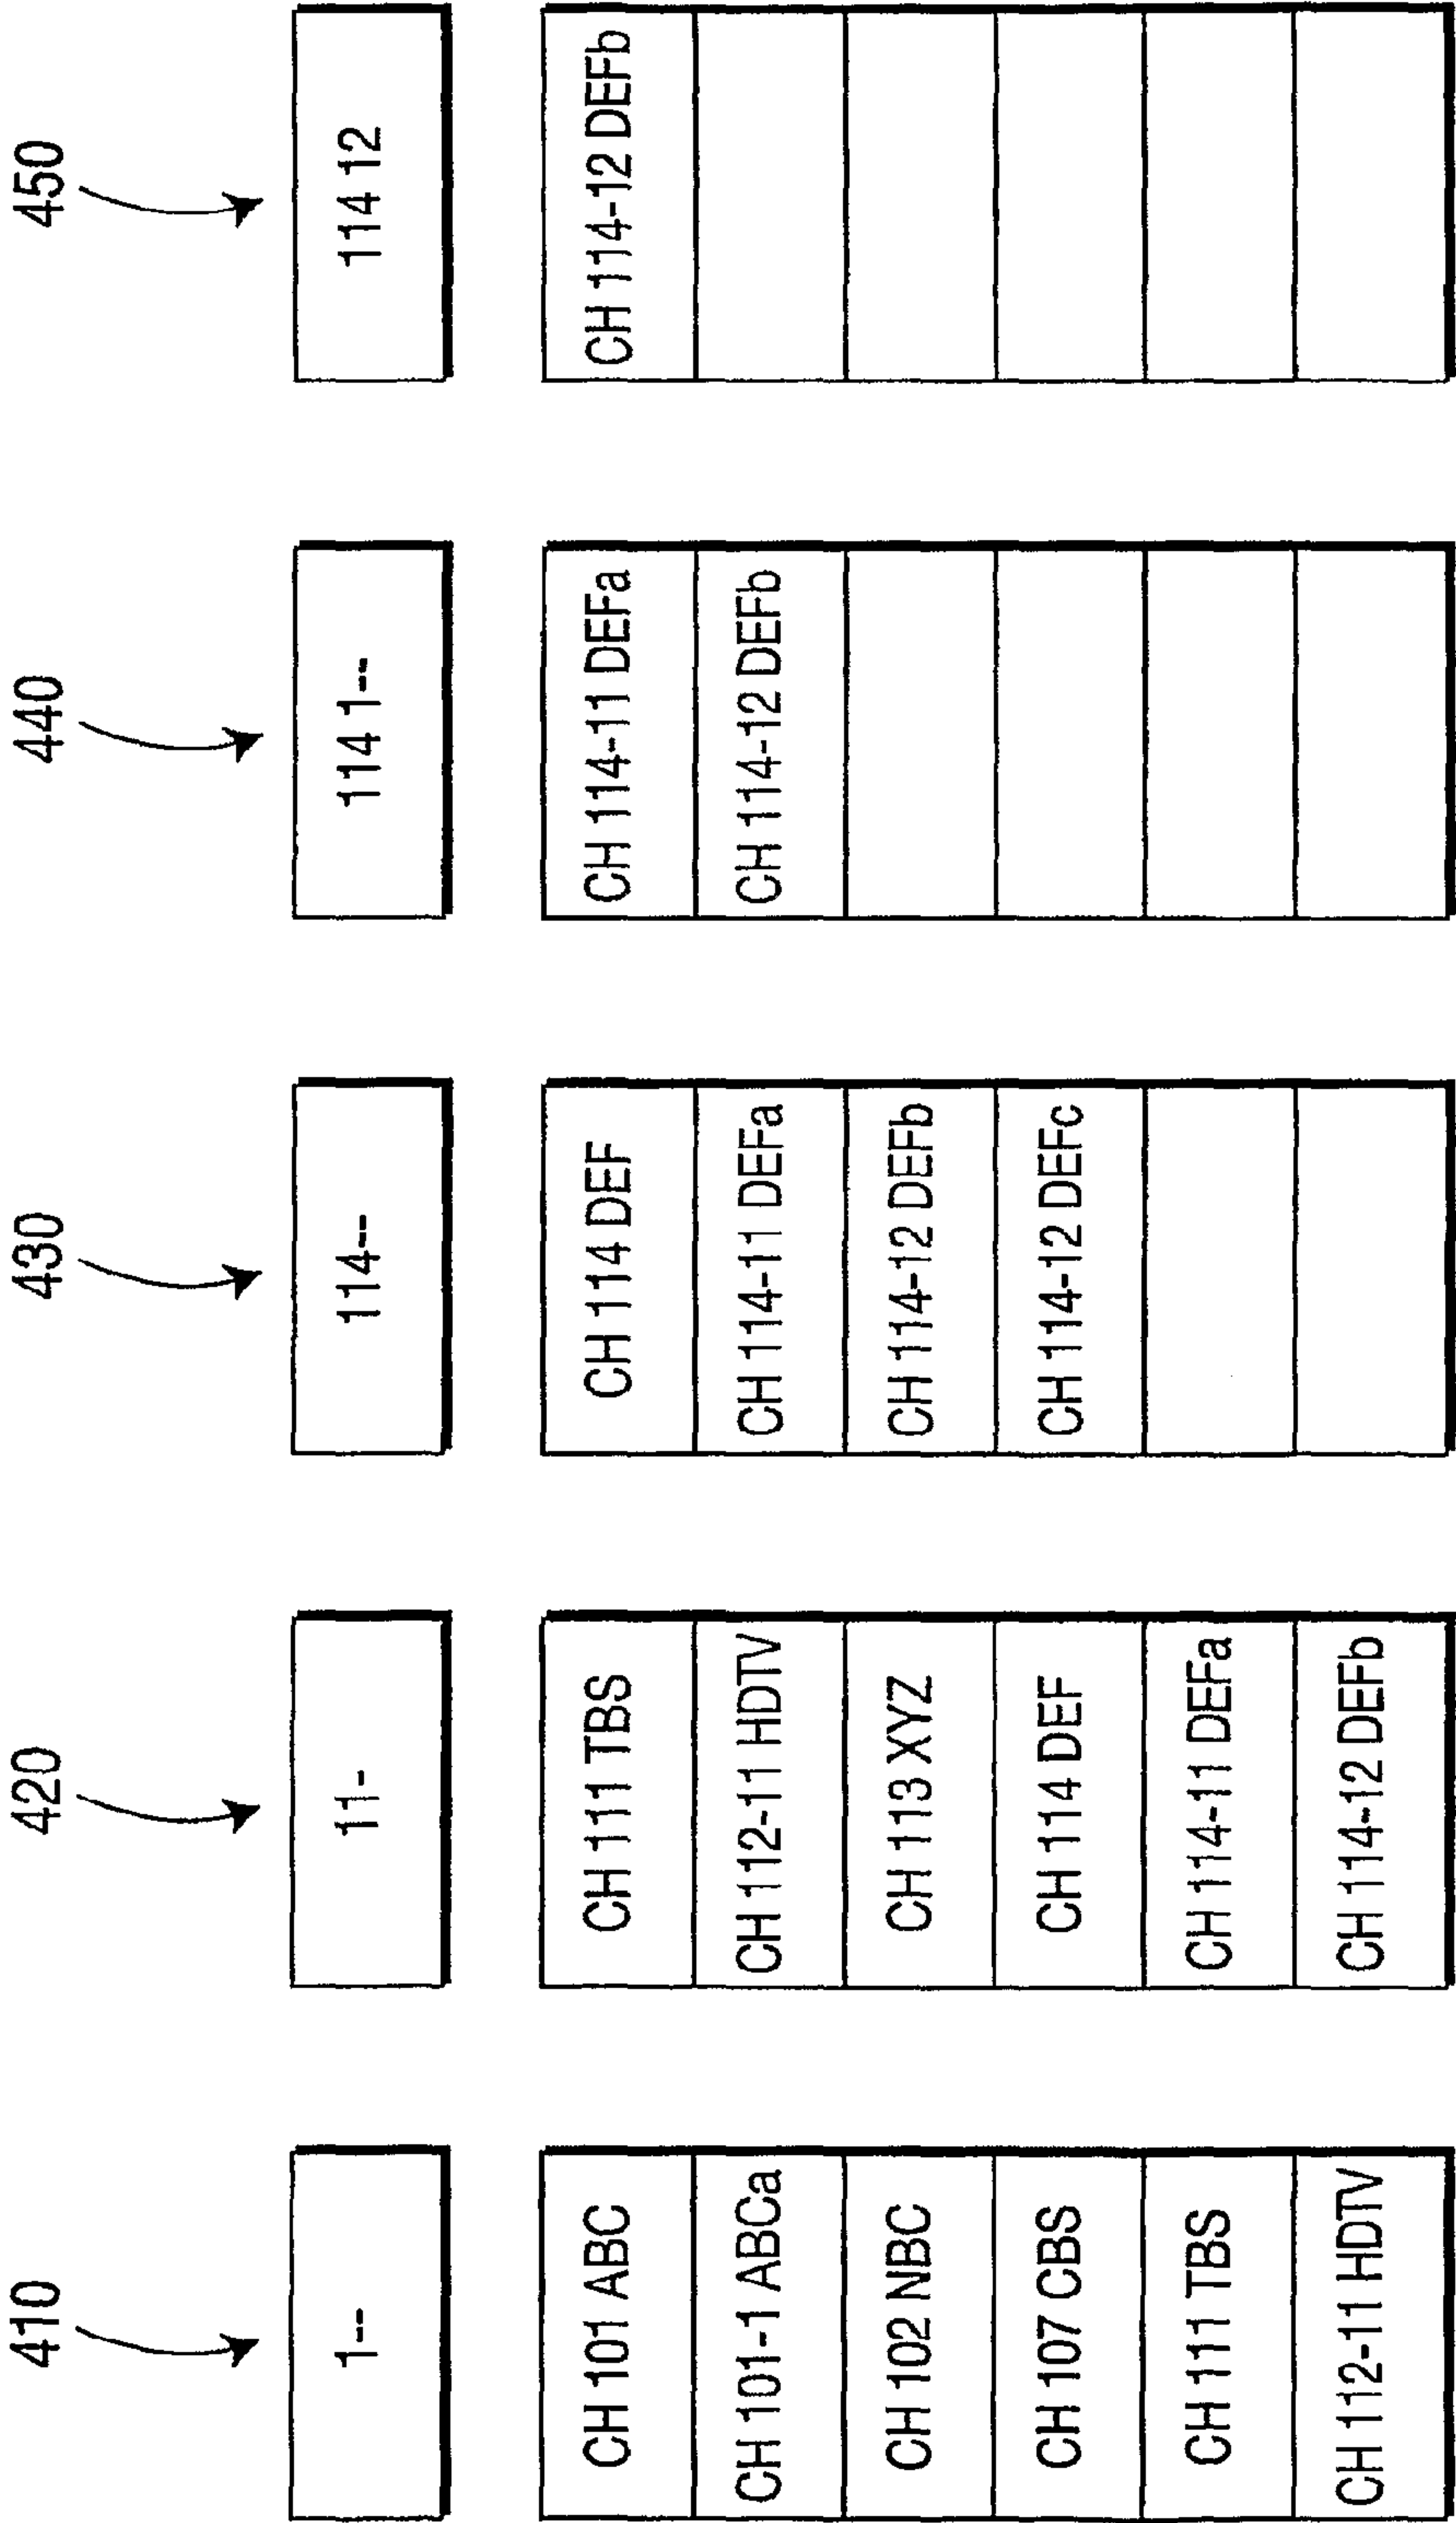 410
1--
CH 101 ABC
CH 101-1 ABCa
CH 102 NBC
CH 107 CBS
CH 111 TBS
CH 112-11 HDTV
420
11-
CH 111 TBS
CH 112-11 HDTV
CH 113 XYZ
CH 114 DEF
CH 114-11 DEFa
CH 114-12 DEFb
430
114--
CH 114 DEF
CH 114-11 DEFa
CH 114-12 DEFb
CH 114-12 DEFc
440
114 1--
CH 114-11 DEFa
CH 114-12 DEFb
450
114 12
CH 114-12 DEFb